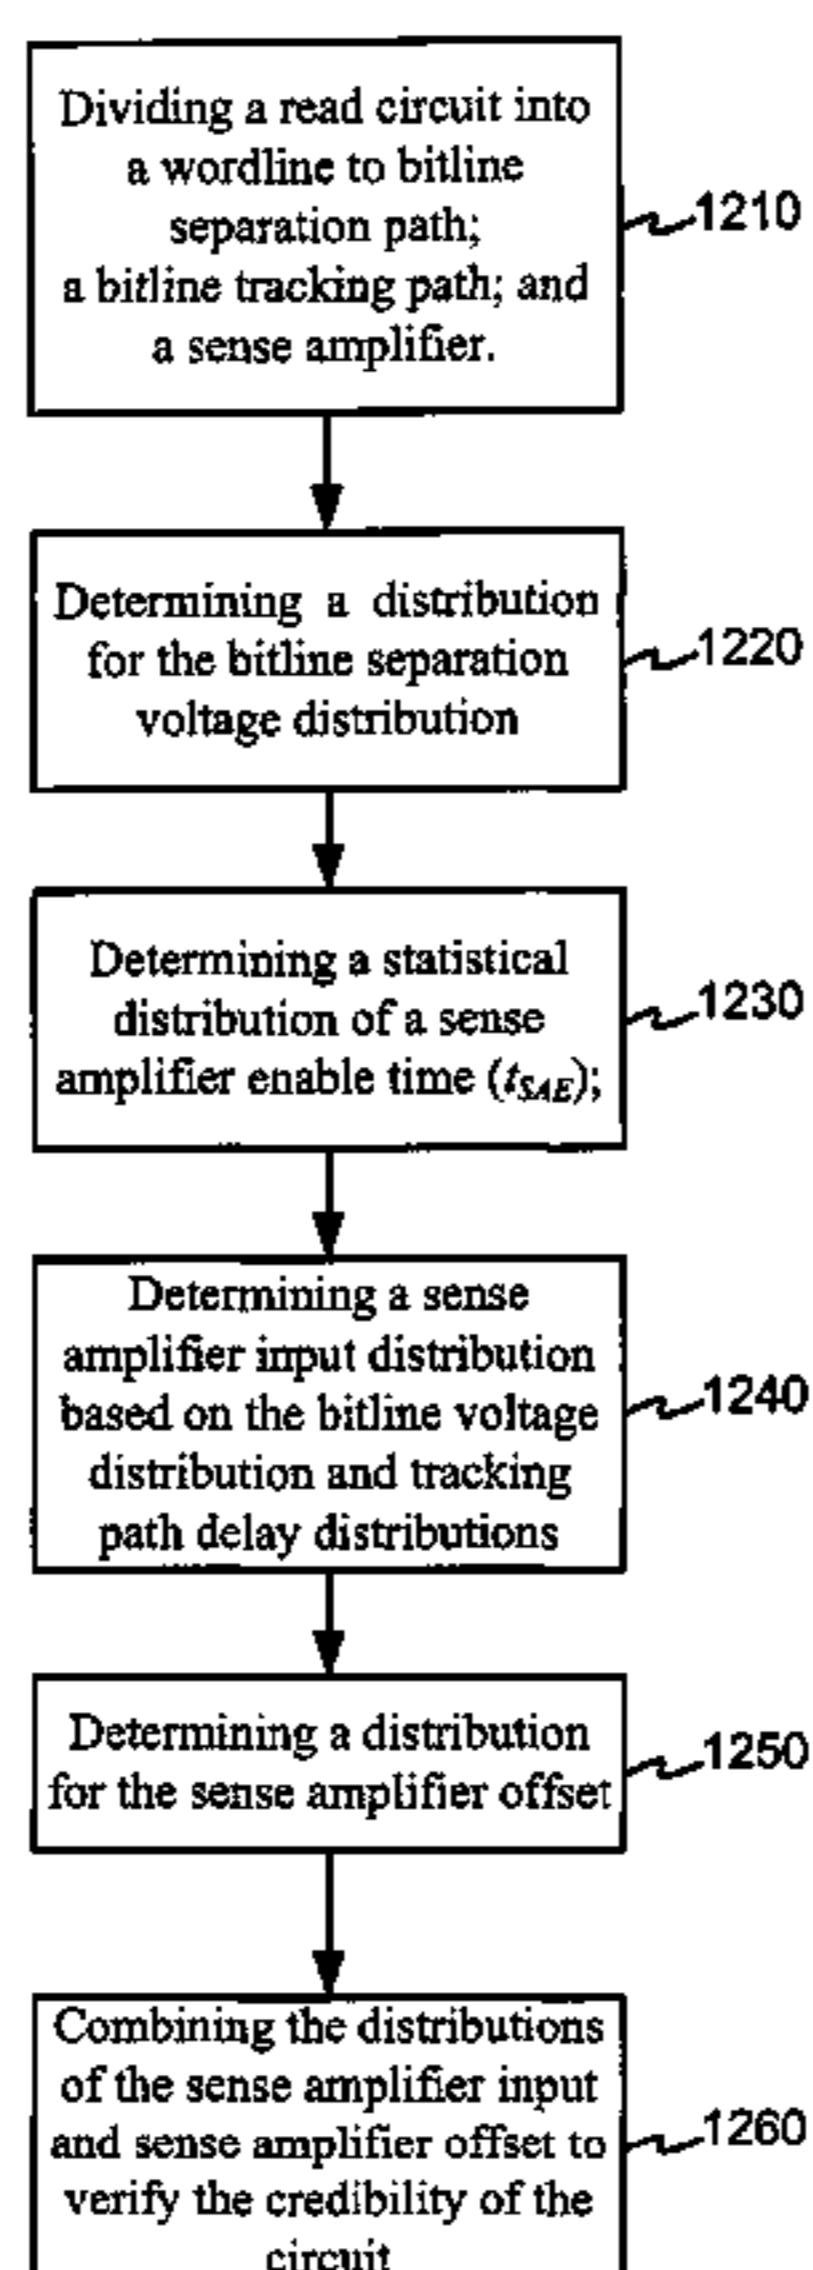 Dividing a read circuit into
a wordline to bitline
separation path;
a bitline tracking path; and
a sense amplifier.
1210
Determining a distribution
for the bitline separation
voltage distribution
1220
Determining a statistical
distribution of a sense
amplifier enable time (tSAE);
1230
Determining a sense
amplifier input distribution
based on the bitline voltage
distribution and tracking
path delay distributions
1240
Determining a distribution
for the sense amplifier offset
1250
Combining the distributions
of the sense amplifier input
and sense amplifier offset to
verify the credibility of the
circuit
1260